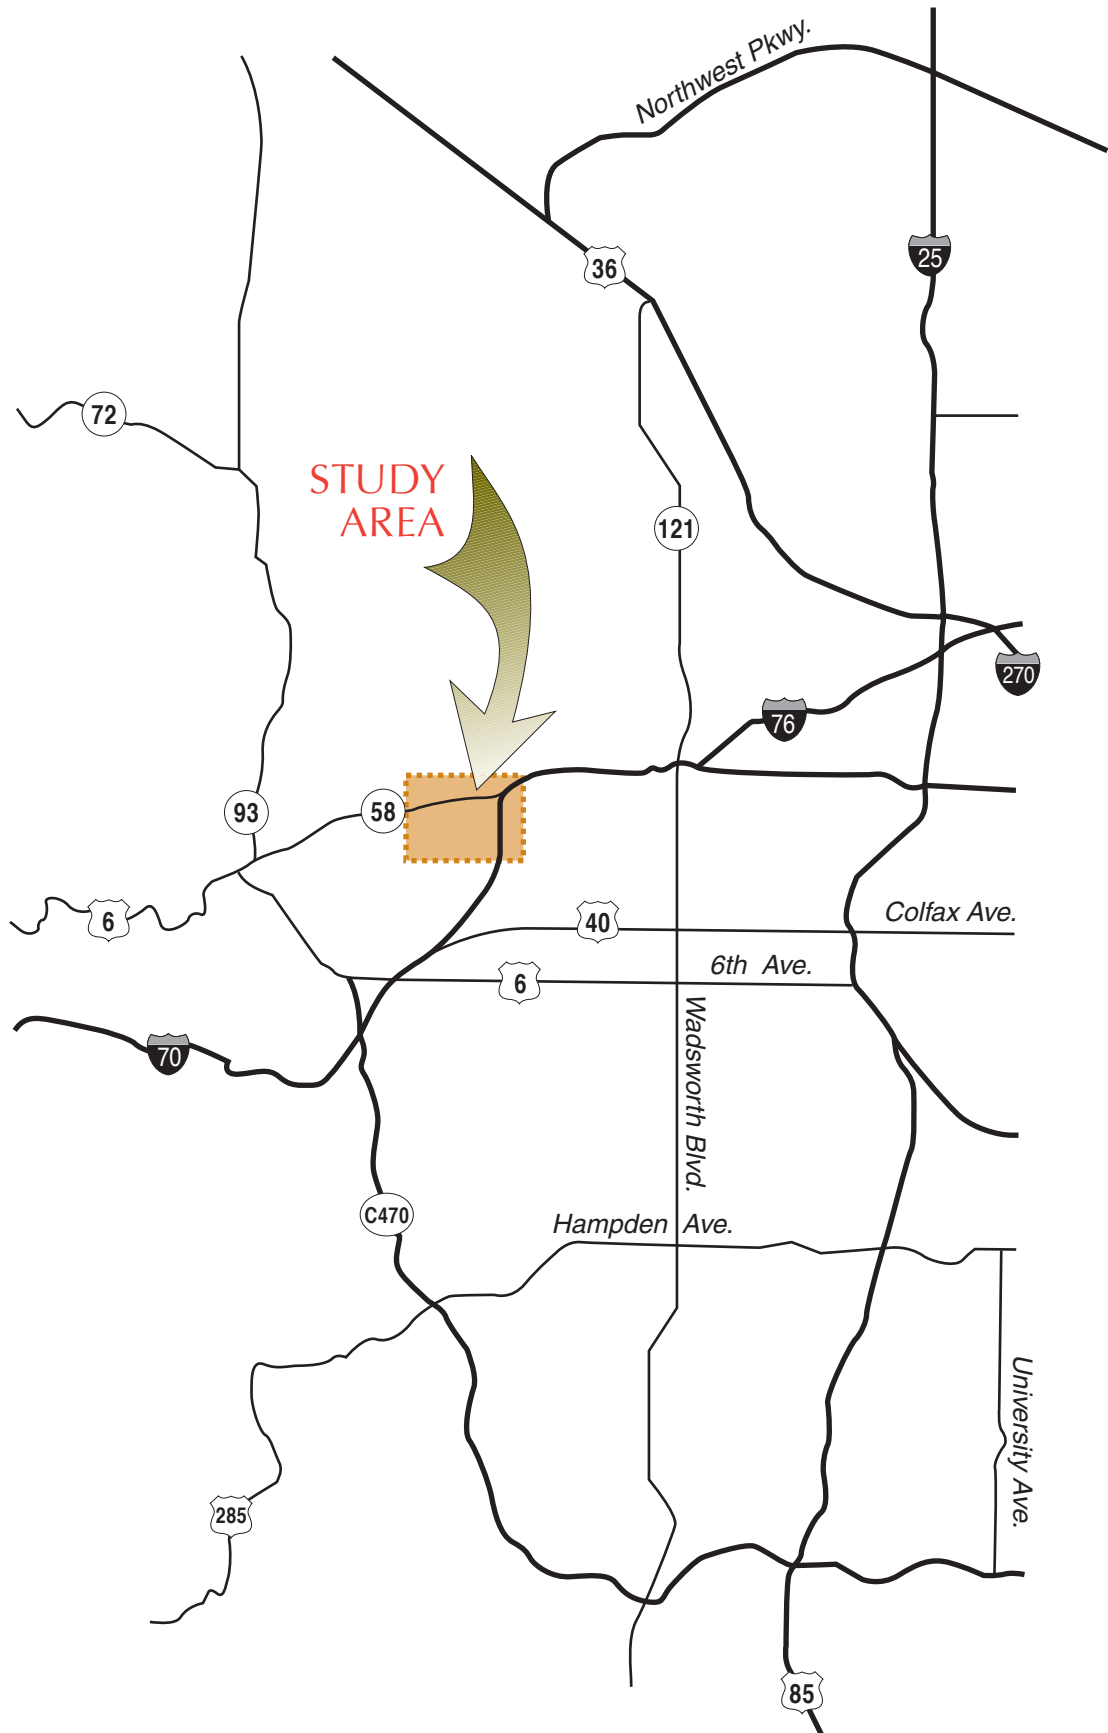 Northwest Pkwy.
36
25
72
STUDY
AREA
121
270
76
93
58
6
40
Colfax Ave.
6th Ave.
6
70
Wadsworth Blvd.
C470
Hampden Ave.
University Ave.
285
85